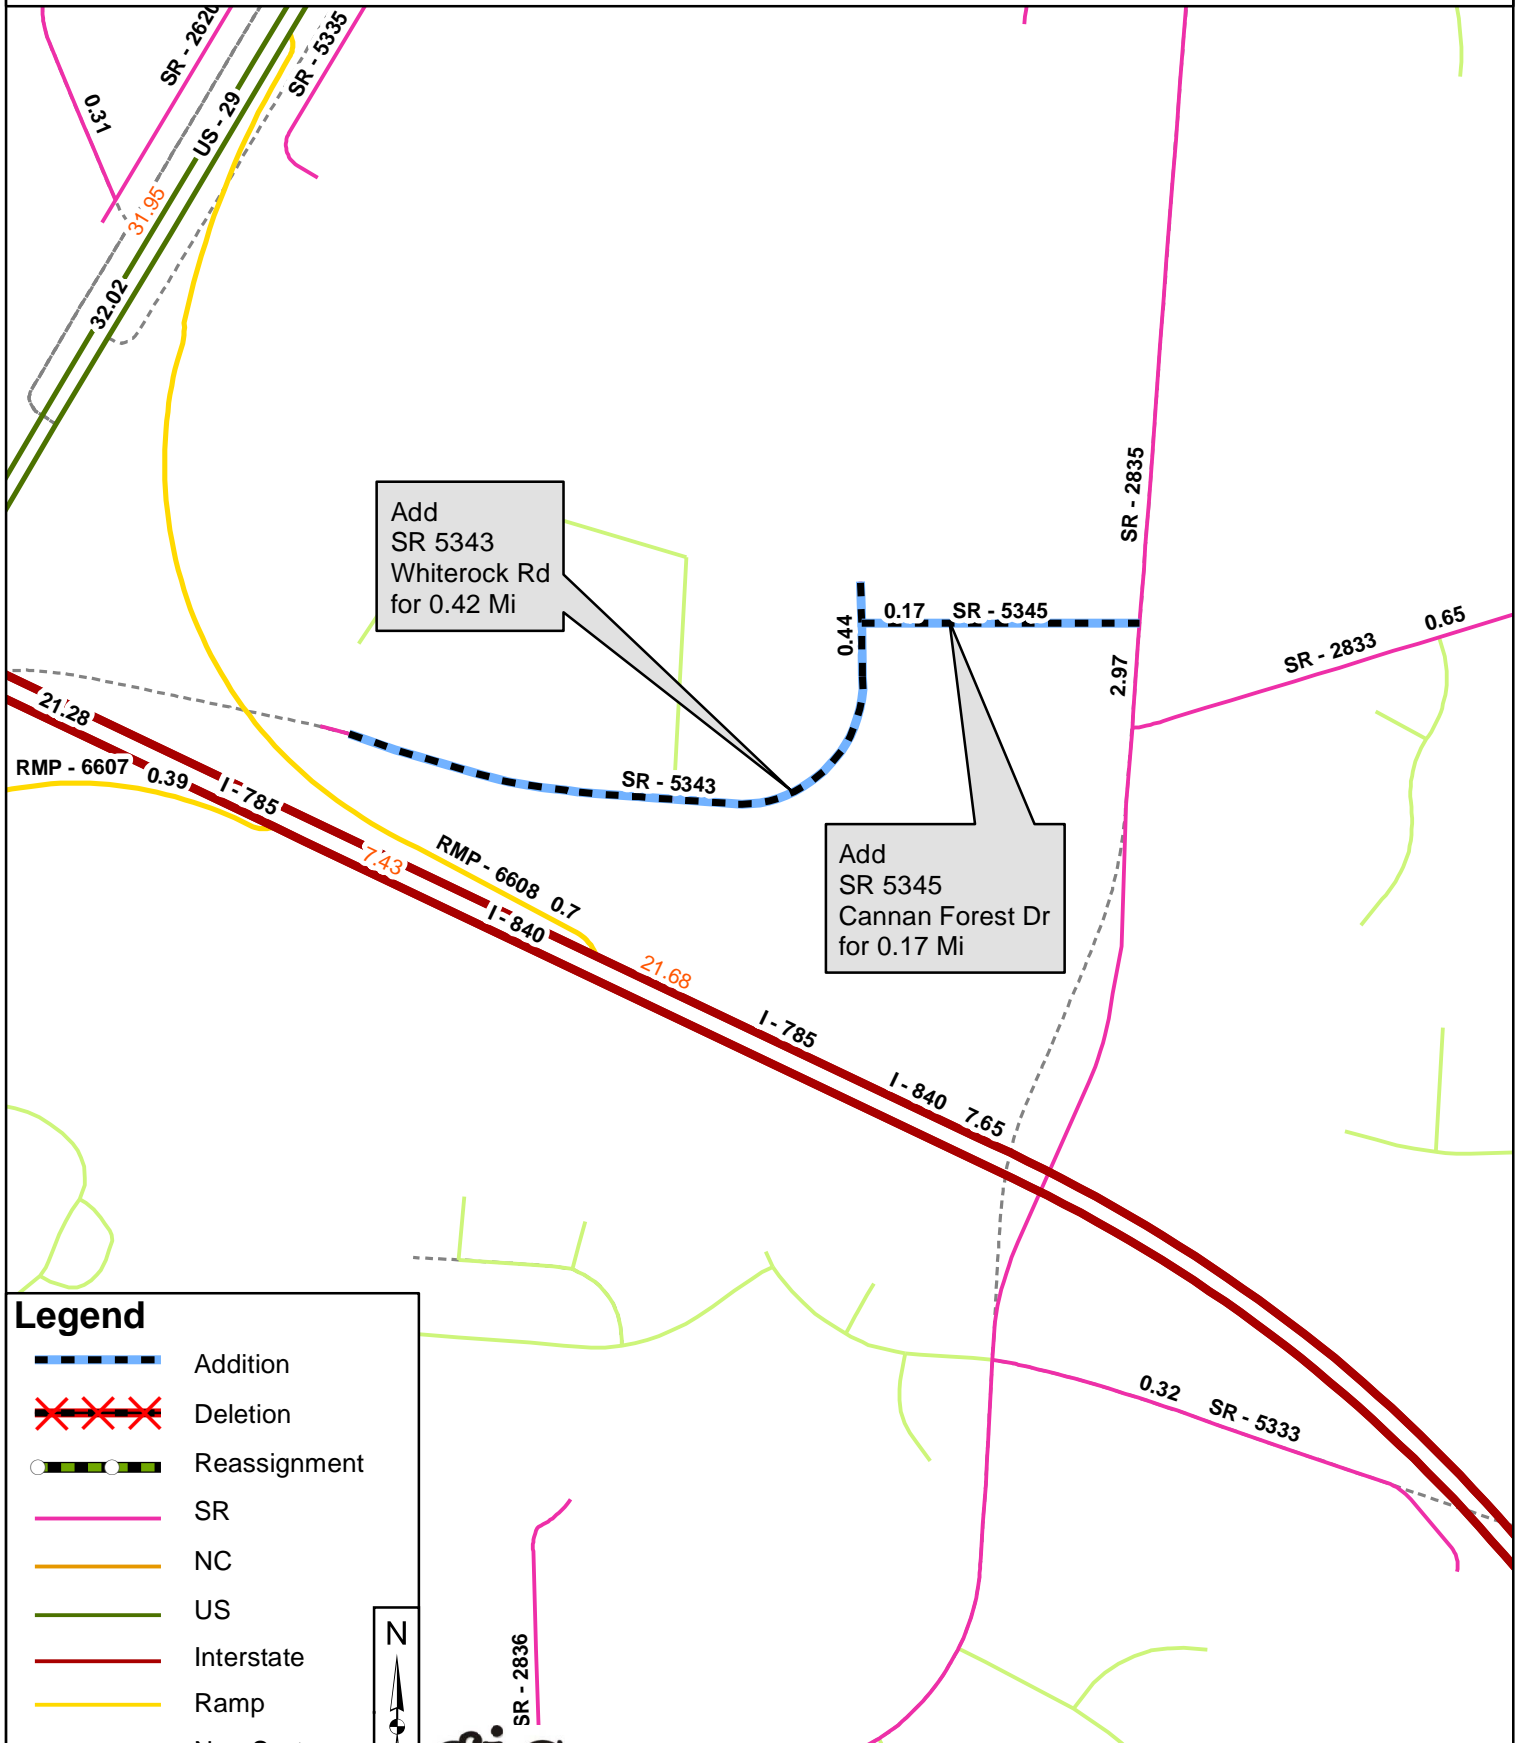 SR - 2620
SR - 5335
0.31
US - 29
31.95
32.02
SR - 2835
Add
SR 5343
Whiterock Rd
for 0.42 Mi
0.17
SR - 5345
0.44
0.65
SR - 2833
2.97
21.28
RMP - 6607
0.39
I - 785
SR - 5343
7.43
RMP - 6608
0.7
I - 840
Add
SR 5345
Cannan Forest Dr
for 0.17 Mi
21.68
I - 785
I - 840
7.65
Legend
Addition
Deletion
Reassignment
SR
NC
US
Interstate
Ramp
N
0.32
SR - 5333
SR - 2836